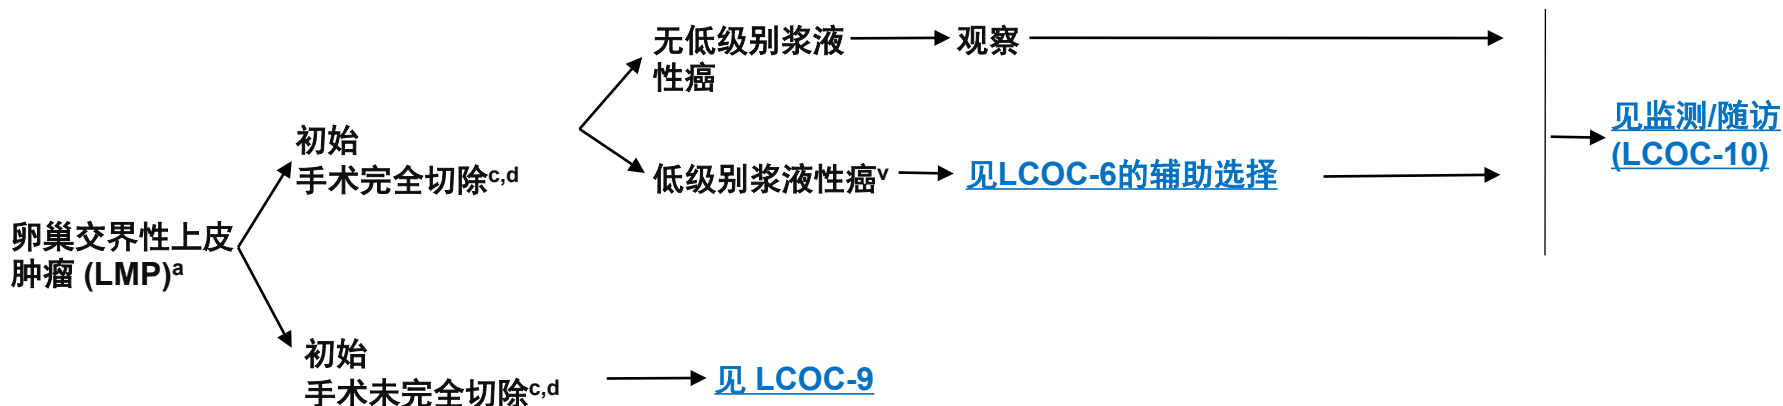 无低级别浆液
性癌
观察
初始
手术完全切除c,d
低级别浆液性癌v
见LCOC-6的辅助选择
见监测/随访
(LCOC-10)
卵巢交界性上皮
肿瘤 (LMP)a
初始
手术未完全切除c,d
见 LCOC-9